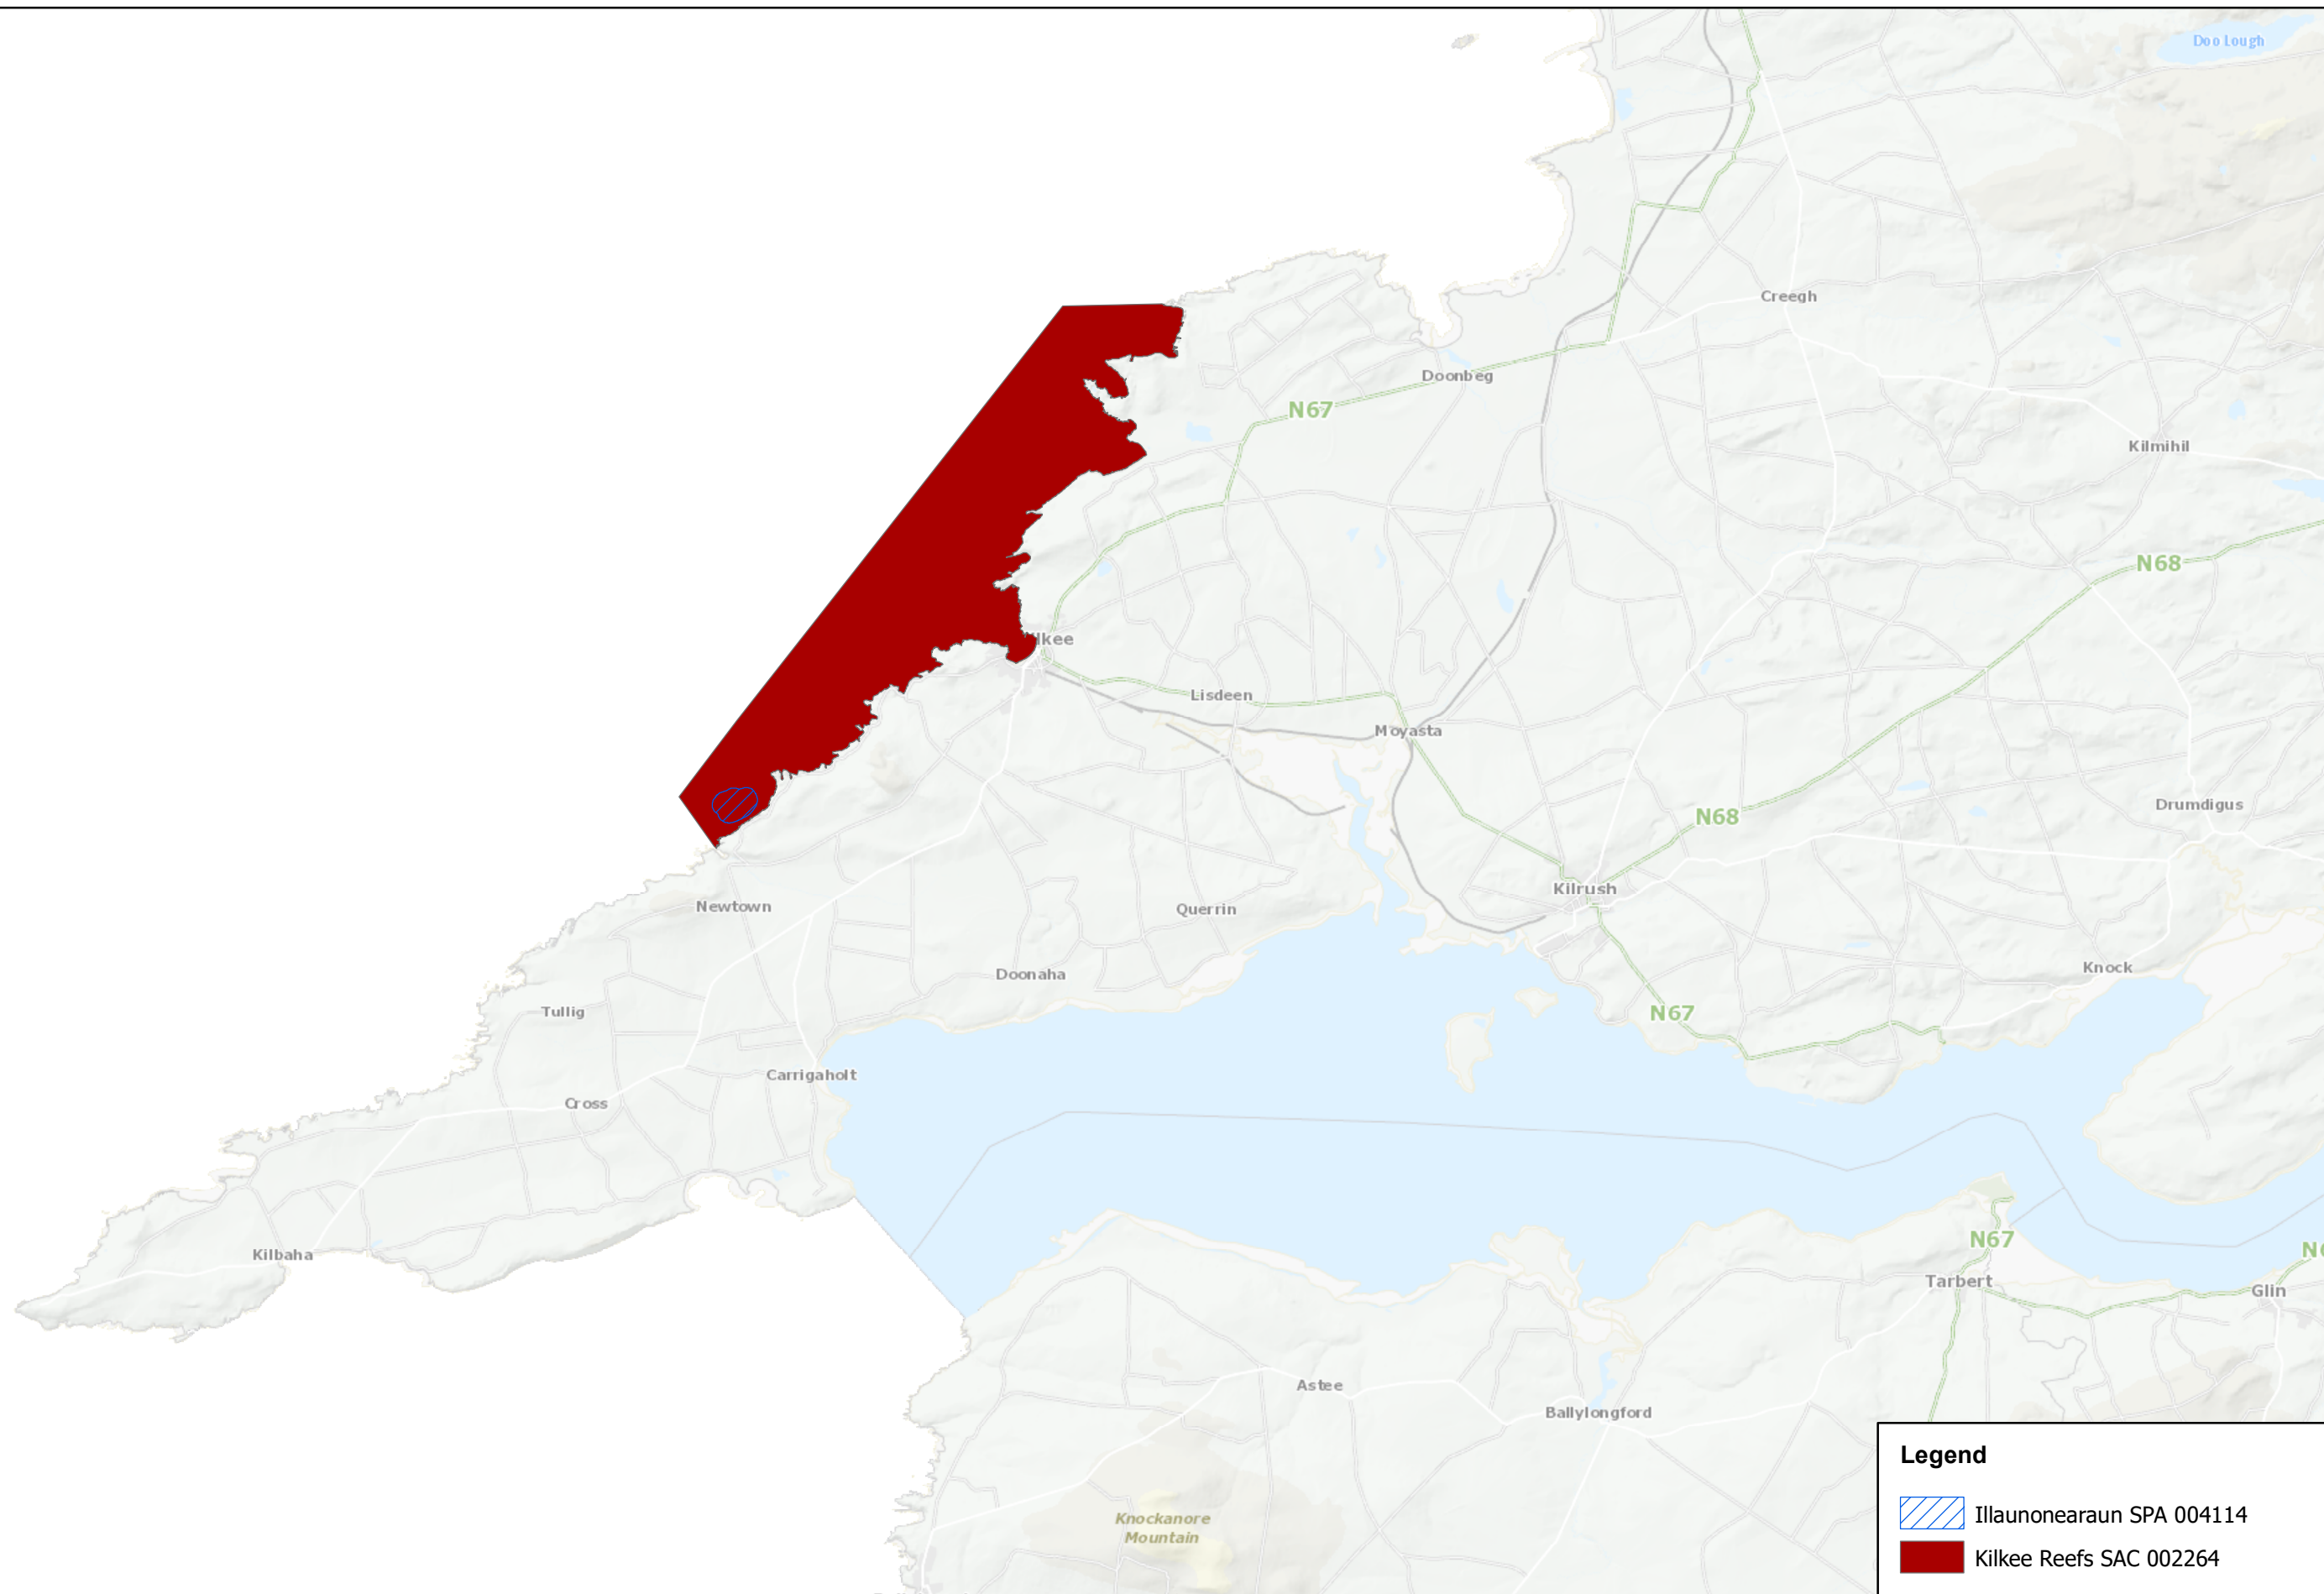 Doo Lough
Creegh
Doonbeg
N67
Kilmihil
N68
lkee
Lisdeen
Moyasta
Drumdigus
N68
Kilrush
Newtown
Querrin
Knock
Doonaha
Tullig
N67
Carrigaholt
Cross
N67
Kilbaha
Tarbert
Glin
Astee
Ballylongford
Knockanore
Mountain
Legend
Illaunonearaun SPA 004114
Kilkee Reefs SAC 002264